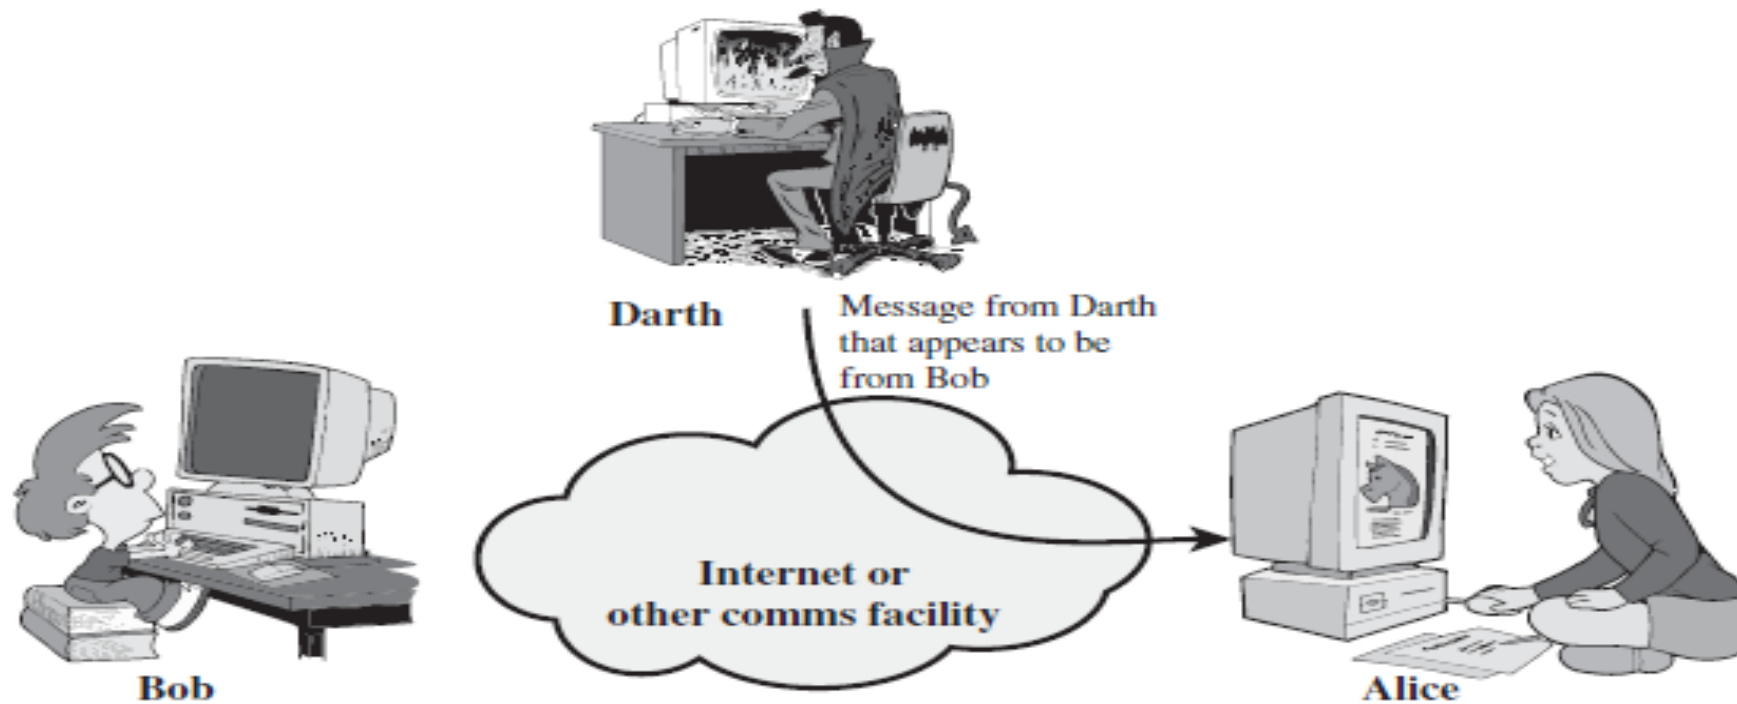 Darth
Message from Darth
that appears to be
from Bob
Internet or
other comms facility
Bob
Alice